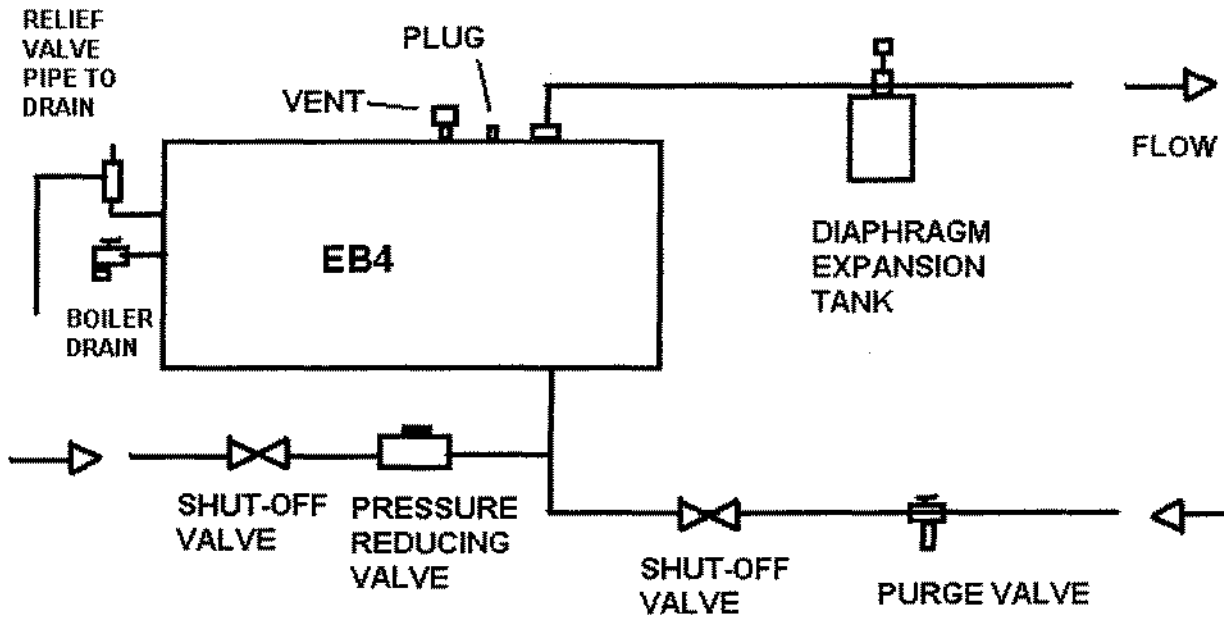 RELIEF
VALVE
PIPE TO
DRAIN
PLUG
VENT
FLOW
EB4
DIAPHRAGM
EXPANSION
TANK
BOILER
DRAIN
SHUT-OFF
VALVE
PRESSURE
REDUCING
VALVE
SHUT-OFF
VALVE
PURGE VALVE